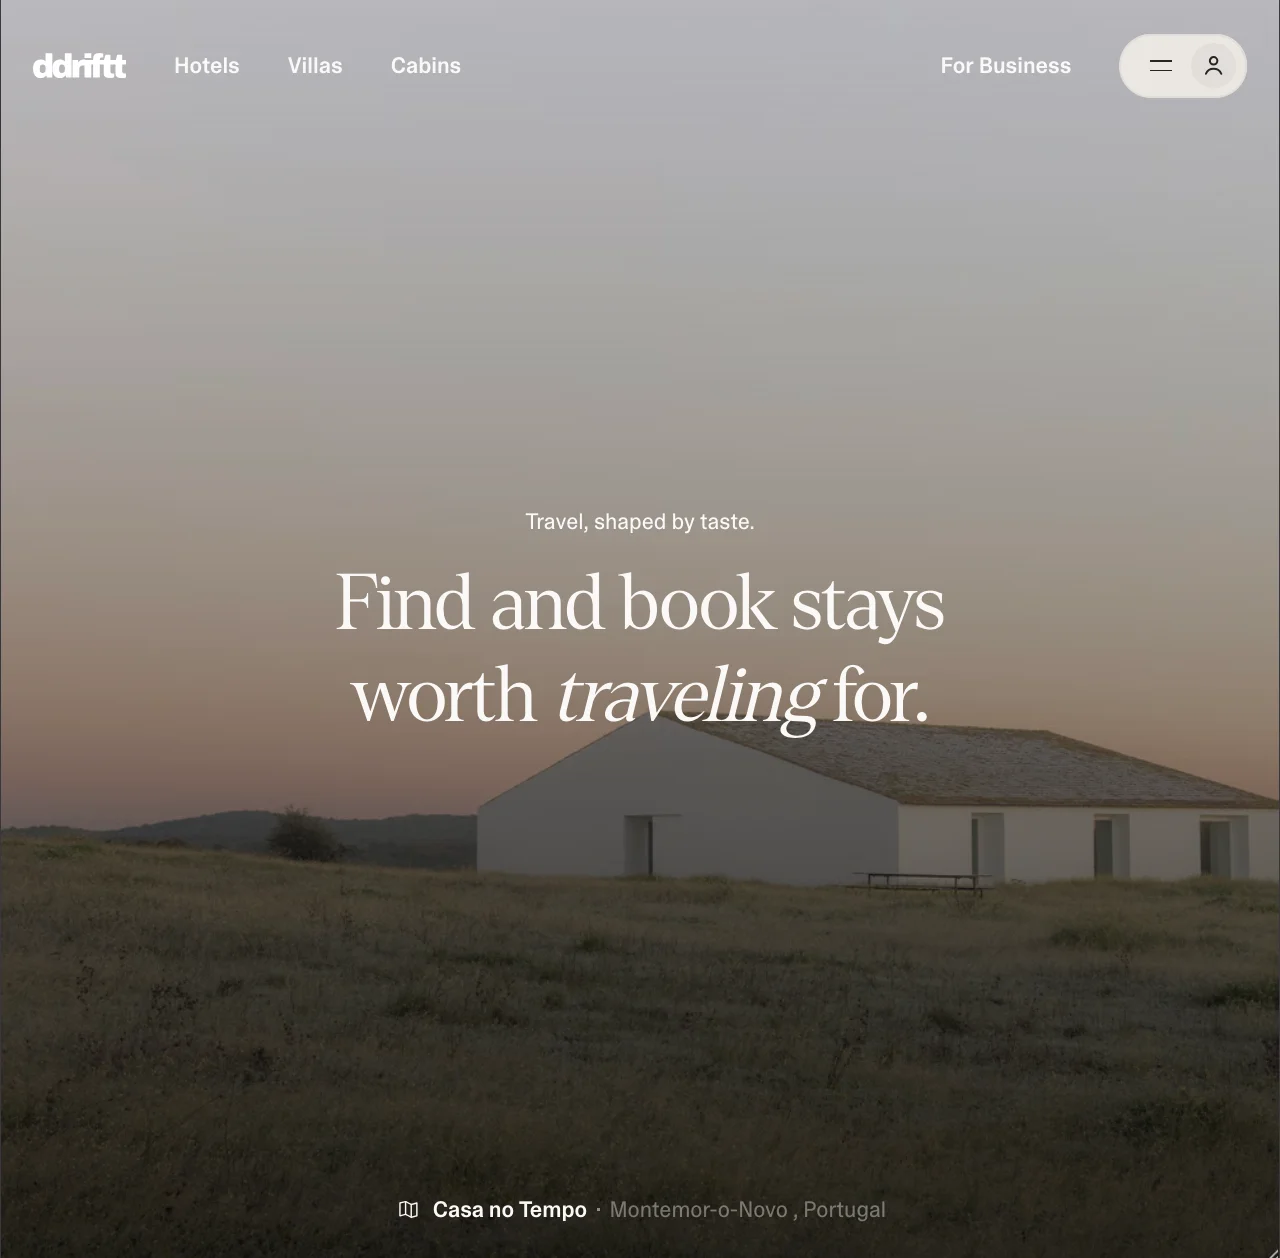 ddriftt Hotels Villas Cabins For Business
Travel, shaped by taste.
Find and book stays
worth traveling for.
Casa no Tempo · Montemor-o-Novo , Portugal